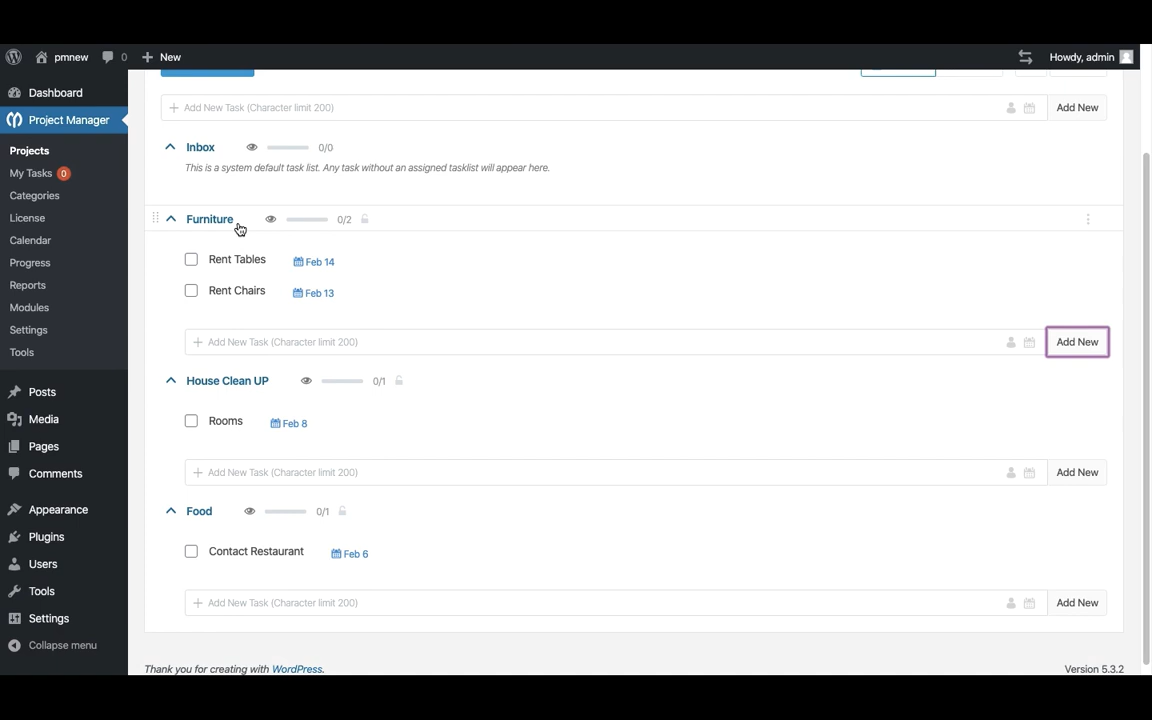 pmnew 0 New Howdy, admin
Dashboard
Project Manager
Projects
My Tasks 0
Categories
License
Calendar
Progress
Reports
Modules
Settings
Tools
Posts
Media
Pages
Comments
Appearance
Plugins
Users
Tools
Settings
Collapse menu
Add New Task (Character limit 200) Add New
Inbox 0/0
This is a system default task list. Any task without an assigned tasklist will appear here.
Furniture 0/2
Rent Tables Feb 14
Rent Chairs Feb 13
Add New Task (Character limit 200) Add New
House Clean UP 0/1
Rooms Feb 8
Add New Task (Character limit 200) Add New
Food 0/1
Contact Restaurant Feb 6
Add New Task (Character limit 200) Add New
Thank you for creating with WordPress. Version 5.3.2